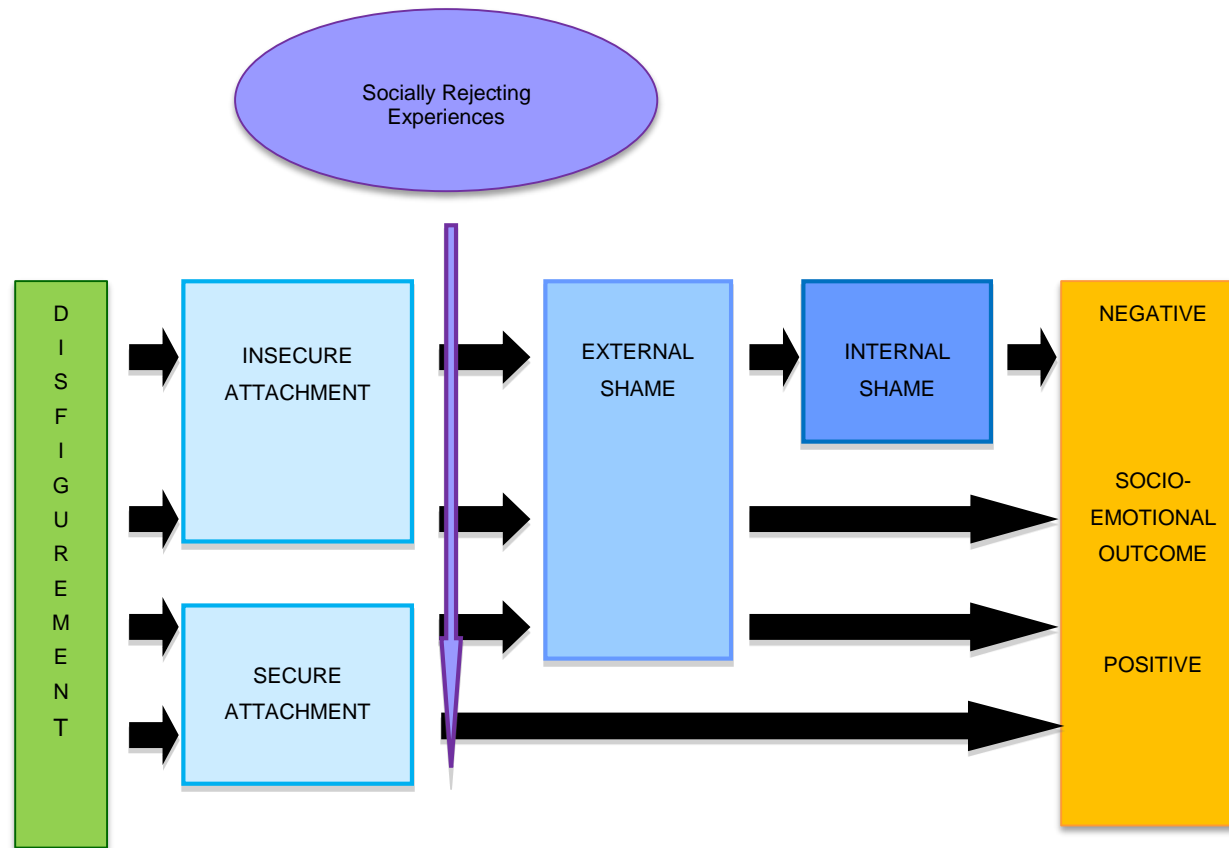 Socially Rejecting
Experiences
D
I
S
F
I
G
U
R
E
M
E
N
T
INSECURE
ATTACHMENT
SECURE
ATTACHMENT
EXTERNAL
SHAME
INTERNAL
SHAME
NEGATIVE
SOCIO-
EMOTIONAL
OUTCOME
POSITIVE